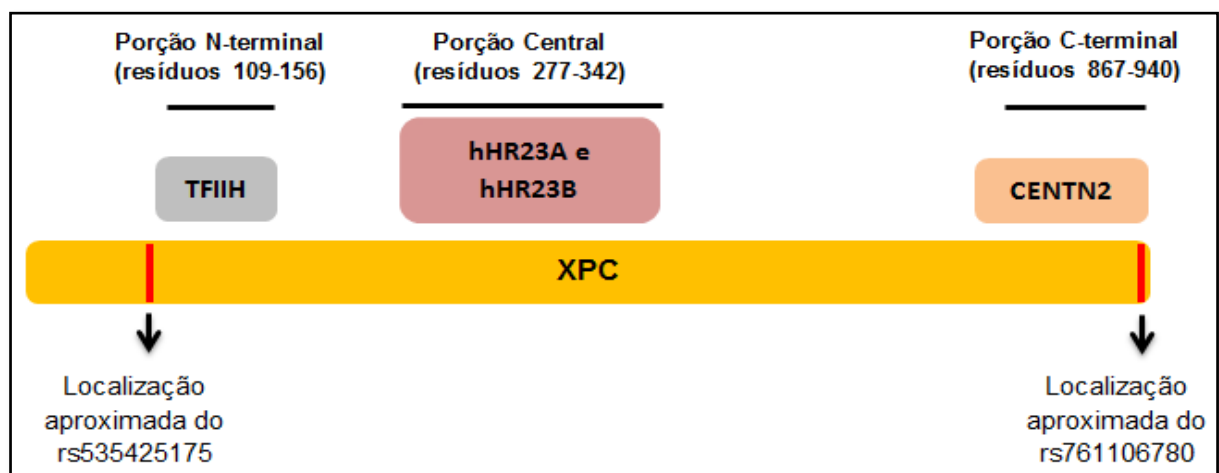 Porção N-terminal
(resíduos 109-156)
Porção Central
(resíduos 277-342)
Porção C-terminal
(resíduos 867-940)
TFIIH
hHR23A e
hHR23B
CENTN2
XPC
Localização
aproximada do
rs535425175
Localização
aproximada do
rs761106780